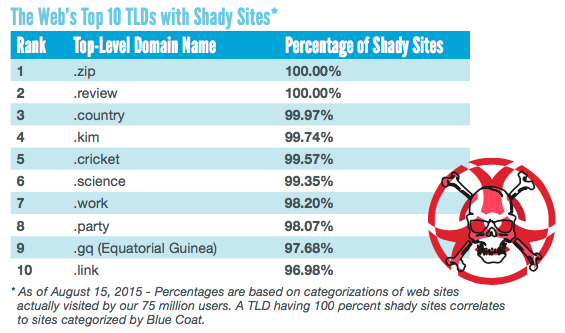 The Web's Top 10 TLDs with Shady Sites*
Rank Top-Level Domain Name Percentage of Shady Sites
1 .zip 100.00%
2 .review 100.00%
3 .country 99.97%
4 .kim 99.74%
5 .cricket 99.57%
6 .science 99.35%
7 .work 98.20%
8 .party 98.07%
9 .gq (Equatorial Guinea) 97.68%
10 .link 96.98%
* As of August 15, 2015 - Percentages are based on categorizations of web sites
actually visited by our 75 million users. A TLD having 100 percent shady sites correlates
to sites categorized by Blue Coat.